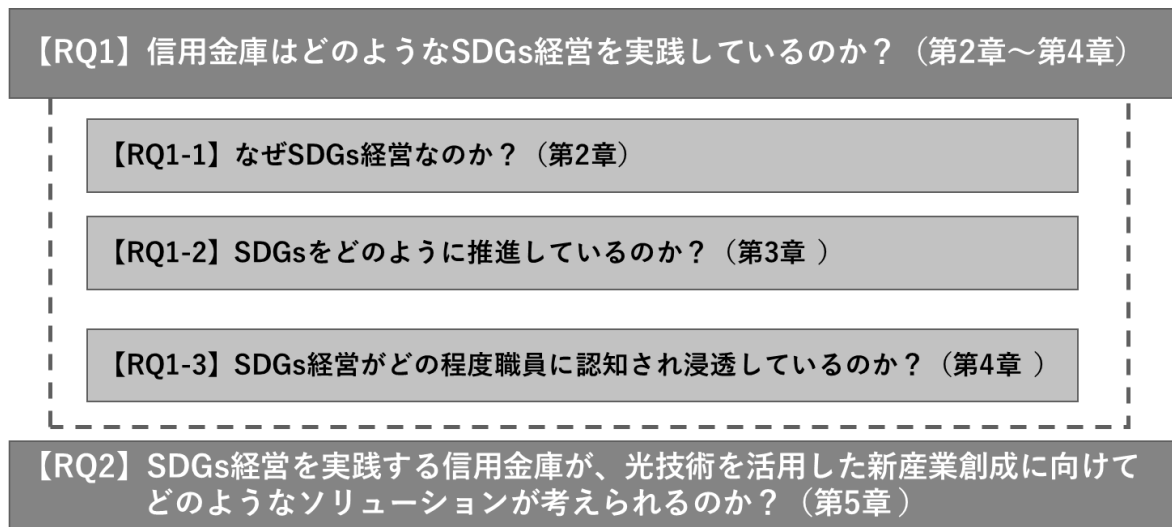 【RQ1】信用金庫はどのようなSDGs経営を実践しているのか？（第2章～第4章）
【RQ1-1】なぜSDGs経営なのか？（第2章）
【RQ1-2】SDGsをどのように推進しているのか？（第3章 ）
【RQ1-3】SDGs経営がどの程度職員に認知され浸透しているのか？（第4章 ）
【RQ2】SDGs経営を実践する信用金庫が、光技術を活用した新産業創成に向けて
どのようなソリューションが考えられるのか？（第5章 ）